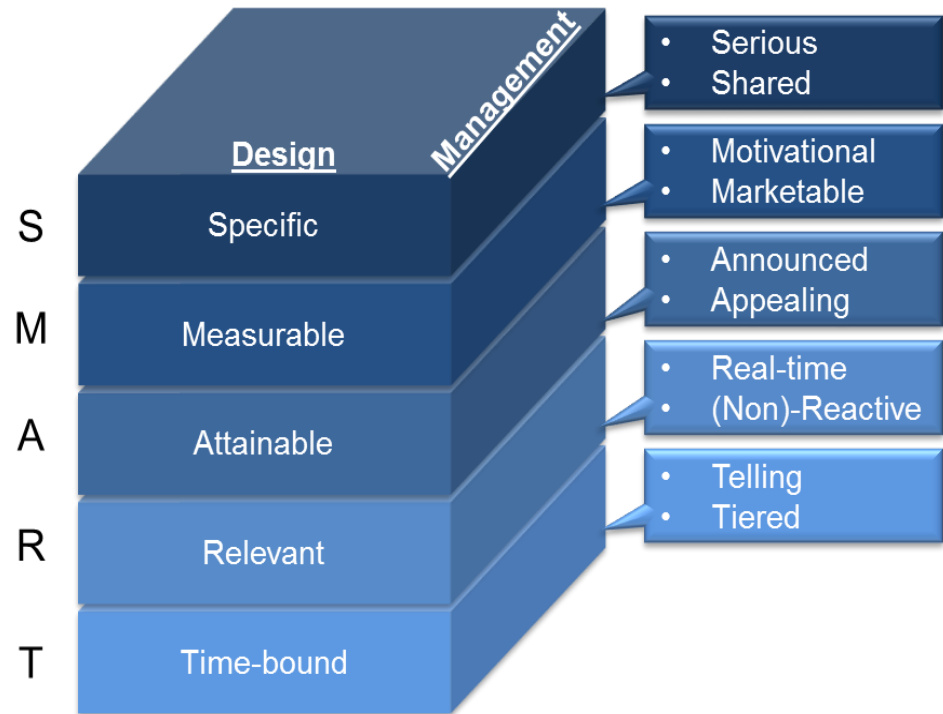 Design
Management
S
Specific
• Serious
• Shared
M
Measurable
• Motivational
• Marketable
A
Attainable
• Announced
• Appealing
R
Relevant
• Real-time
• (Non)-Reactive
T
Time-bound
• Telling
• Tiered